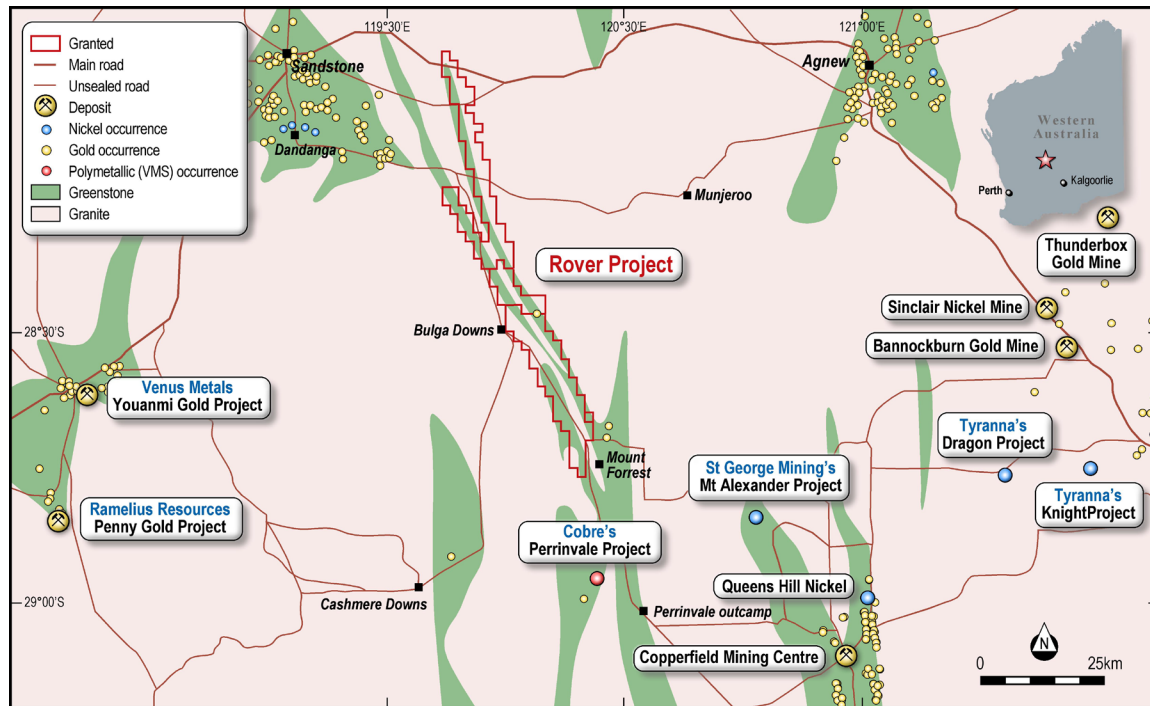 119°30'E
120°30'E
121°00'E
Granted
Main road
Unsealed road
Deposit
Nickel occurrence
Gold occurrence
Polymetallic (VMS) occurrence
Greenstone
Granite
Sandstone
Dandanga
Agnew
Munjeroo
Western
Australia
Perth
Kalgoorlie
Thunderbox
Gold Mine
Rover Project
Sinclair Nickel Mine
Bannockburn Gold Mine
Bulga Downs
28°30'S
Venus Metals
Youanmi Gold Project
Tyranna's
Dragon Project
Mount
Forrest
St George Mining's
Mt Alexander Project
Tyranna's
KnightProject
Ramelius Resources
Penny Gold Project
Cobre's
Perrinvale Project
Queens Hill Nickel
29°00'S
Cashmere Downs
Perrinvale outcamp
Copperfield Mining Centre
N
0
25km